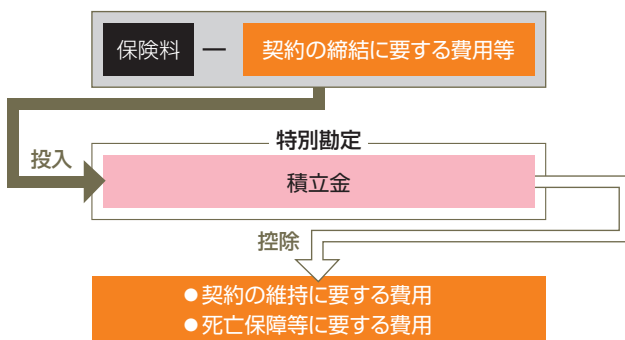 保険料 ー 契約の締結に要する費用等
特別勘定
投入
積立金
控除
●契約の維持に要する費用
●死亡保障等に要する費用